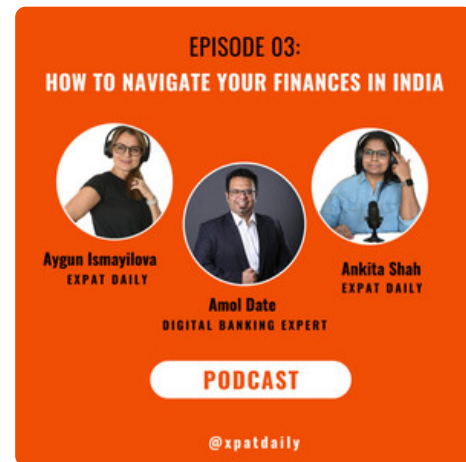 EPISODE 03:
HOW TO NAVIGATE YOUR FINANCES IN INDIA
Aygun Ismayilova
EXPAT DAILY
Amol Date
DIGITAL BANKING EXPERT
Ankita Shah
EXPAT DAILY
PODCAST
@xpatdaily